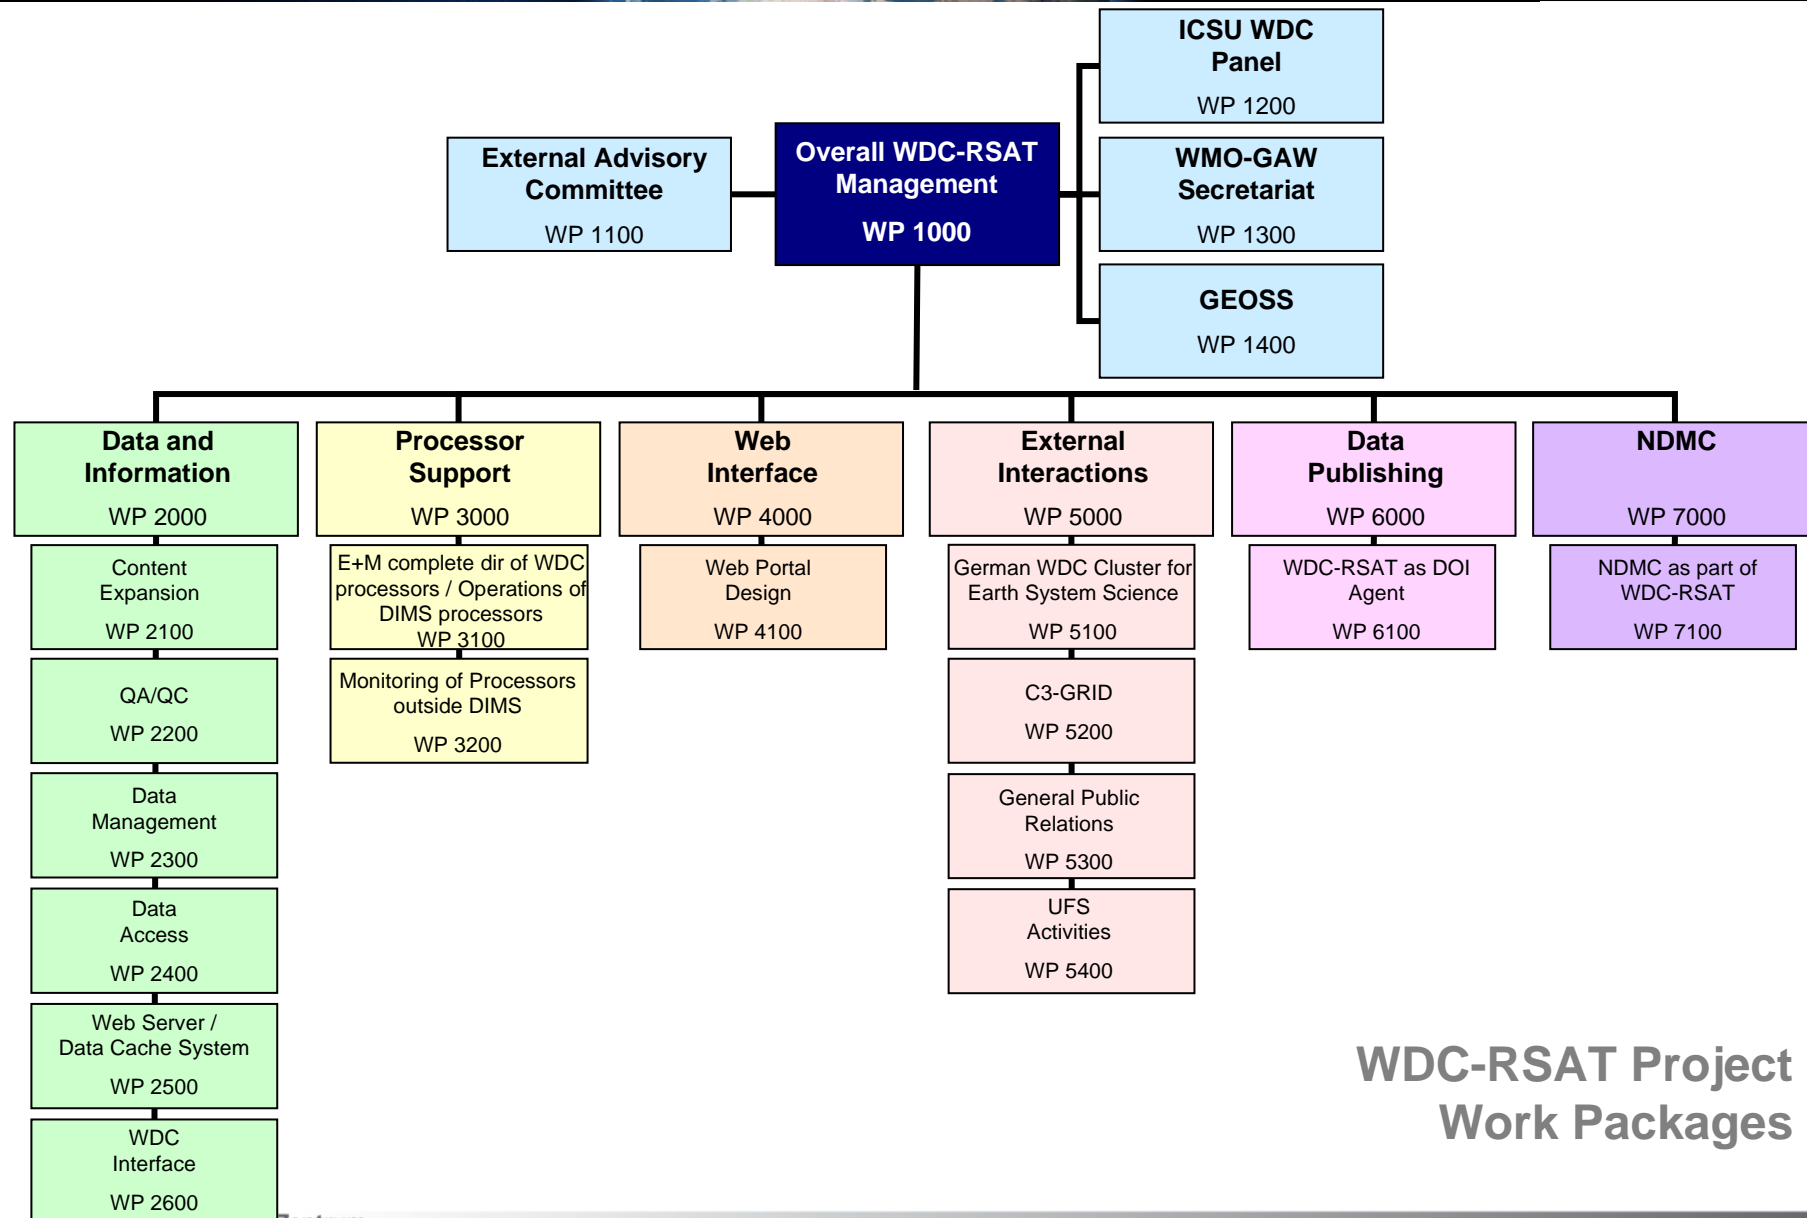 ICSU WDC
Panel
WP 1200
External Advisory
Committee
WP 1100
Overall WDC-RSAT
Management
WP 1000
WMO-GAW
Secretariat
WP 1300
GEOSS
WP 1400
Data and
Information
WP 2000
Processor
Support
WP 3000
Web
Interface
WP 4000
External
Interactions
WP 5000
Data
Publishing
WP 6000
NDMC
WP 7000
Content
Expansion
WP 2100
QA/QC
WP 2200
Data
Management
WP 2300
Data
Access
WP 2400
Web Server /
Data Cache System
WP 2500
WDC
Interface
WP 2600
E+M complete dir of WDC
processors / Operations of
DIMS processors
WP 3100
Monitoring of Processors
outside DIMS
WP 3200
Web Portal
Design
WP 4100
German WDC Cluster for
Earth System Science
WP 5100
C3-GRID
WP 5200
General Public
Relations
WP 5300
UFS
Activities
WP 5400
WDC-RSAT as DOI
Agent
WP 6100
NDMC as part of
WDC-RSAT
WP 7100
WDC-RSAT Project
Work Packages